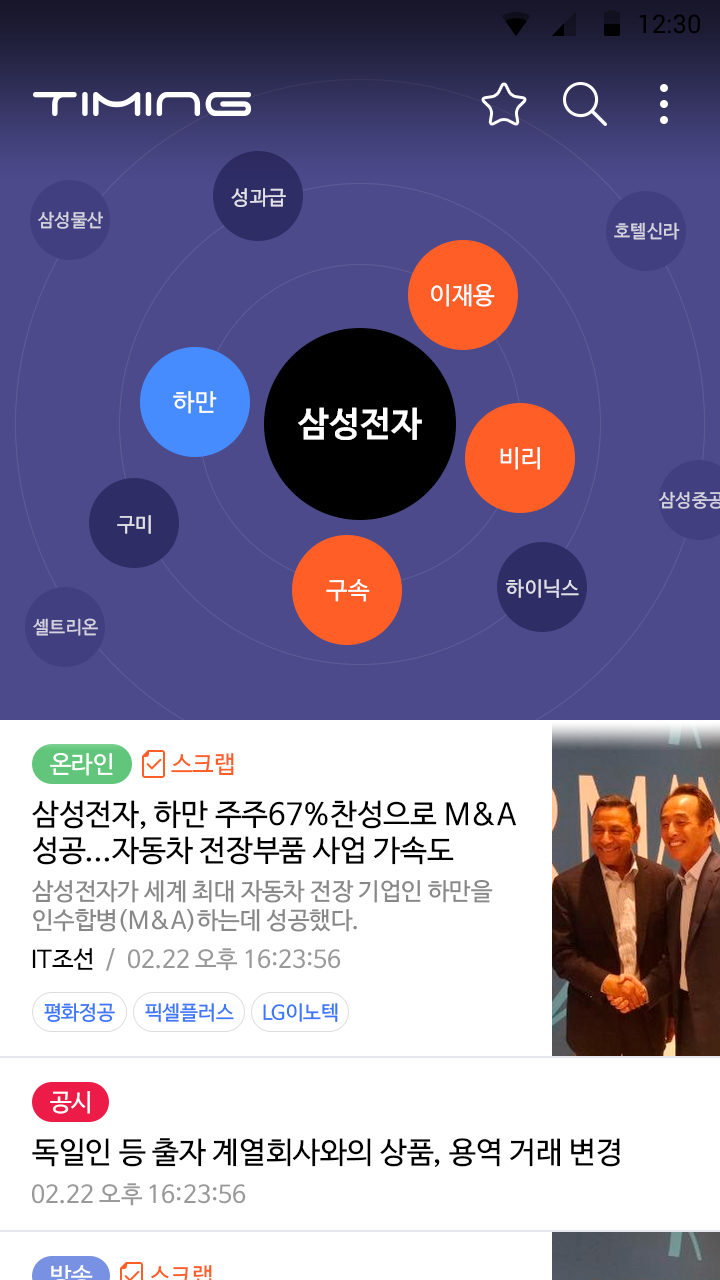 12:30
TIMING
성과급
삼성물산
호텔신라
이재용
하만
삼성전자
비리
삼성중공
구미
구속
하이닉스
셀트리온
온라인 스크랩
삼성전자, 하만 주주67%찬성으로 M&A
성공...자동차 전장부품 사업 가속도
삼성전자가 세계 최대 자동차 전장 기업인 하만을
인수합병(M&A)하는데 성공했다.
IT조선 / 02.22 오후 16:23:56
평화정공 픽셀플러스 LG이노텍
공시
독일인 등 출자 계열회사와의 상품, 용역 거래 변경
02.22 오후 16:23:56
방송 스크랩